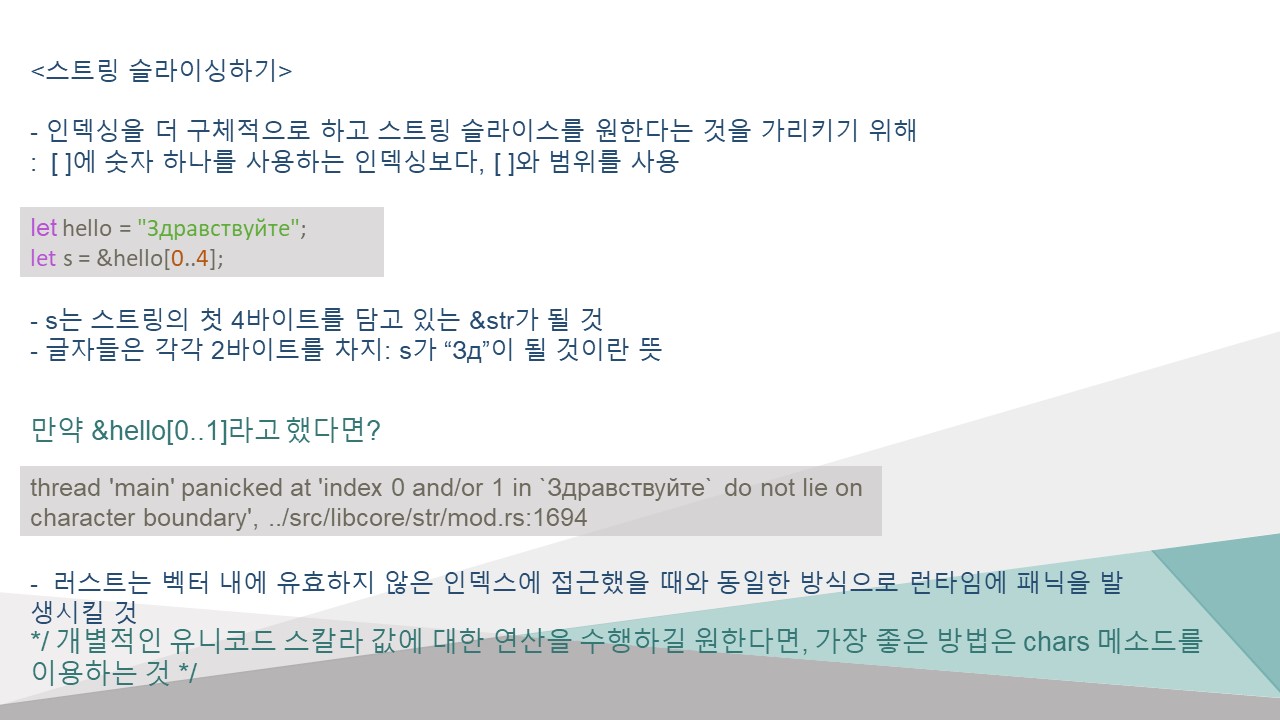 <스트링 슬라이싱하기>
- 인덱싱을 더 구체적으로 하고 스트링 슬라이스를 원한다는 것을 가리키기 위해
: [ ]에 숫자 하나를 사용하는 인덱싱보다, [ ]와 범위를 사용
let hello = "Здравствуйте";
let s = &hello[0..4];
- s는 스트링의 첫 4바이트를 담고 있는 &str가 될 것
- 글자들은 각각 2바이트를 차지: s가 “Зд”이 될 것이란 뜻
만약 &hello[0..1]라고 했다면?
thread 'main' panicked at 'index 0 and/or 1 in `Здравствуйте` do not lie on
character boundary', ../src/libcore/str/mod.rs:1694
- 러스트는 벡터 내에 유효하지 않은 인덱스에 접근했을 때와 동일한 방식으로 런타임에 패닉을 발
생시킬 것
*/ 개별적인 유니코드 스칼라 값에 대한 연산을 수행하길 원한다면, 가장 좋은 방법은 chars 메소드를
이용하는 것 */